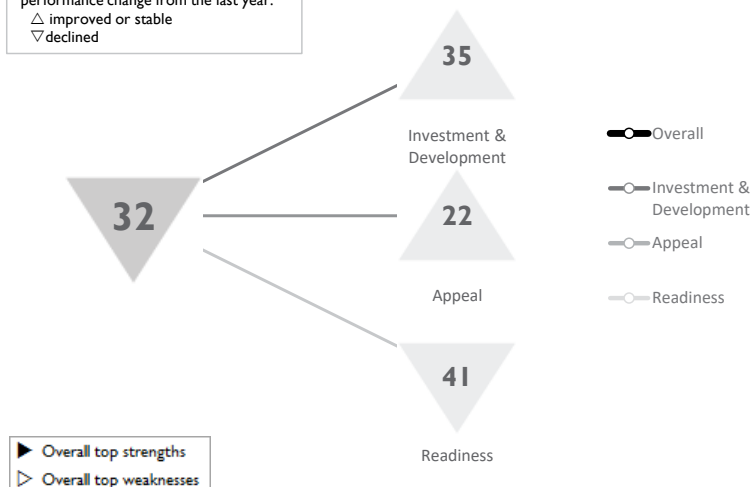 performance change from the last year:
△ improved or stable
▽ declined
35
Investment &
Development
32
22
Appeal
41
Readiness
Overall
Investment &
Development
Appeal
Readiness
▶ Overall top strengths
▷ Overall top weaknesses